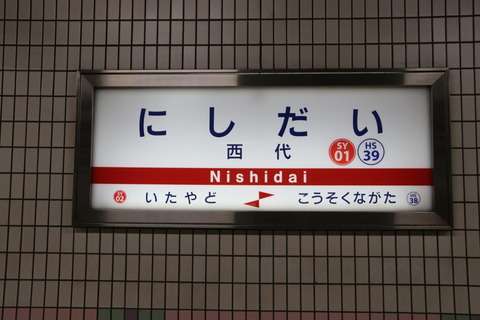 にしだい
西代 SY 01 HS 39
Nishidai
SY 02 いたやど こうそくながた HS 38